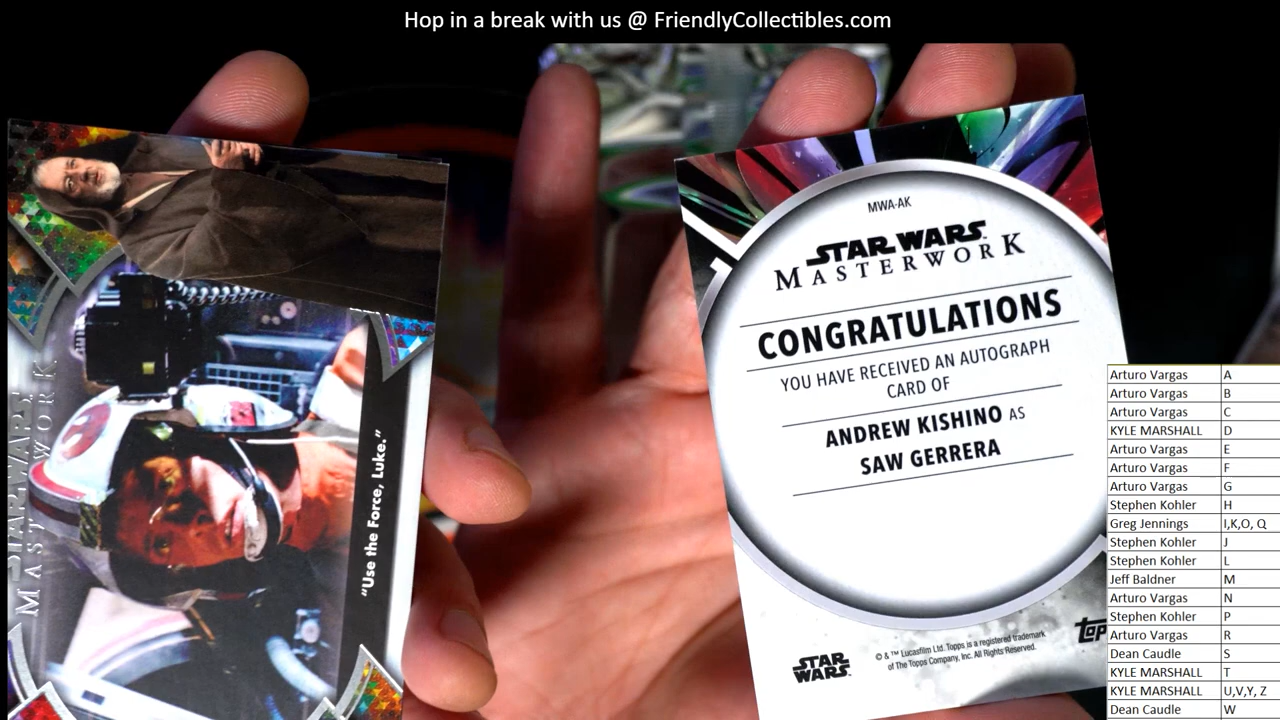 Hop in a break with us @ FriendlyCollectibles.com
STAR WARS
MASTERWORK
"Use the Force, Luke."
MWA-AK
STAR WARS
MASTERWORK
CONGRATULATIONS
YOU HAVE RECEIVED AN AUTOGRAPH
CARD OF
ANDREW KISHINO AS
SAW GERRERA
STAR
WARS
© & ™ Lucasfilm Ltd. Topps is a registered trademark
of The Topps Company, Inc. All Rights Reserved.
Arturo Vargas A
Arturo Vargas B
Arturo Vargas C
KYLE MARSHALL D
Arturo Vargas E
Arturo Vargas F
Arturo Vargas G
Stephen Kohler H
Greg Jennings I,K,O, Q
Stephen Kohler J
Stephen Kohler L
Jeff Baldner M
Arturo Vargas N
Stephen Kohler P
Arturo Vargas R
Dean Caudle S
KYLE MARSHALL T
KYLE MARSHALL U,V,Y, Z
Dean Caudle W